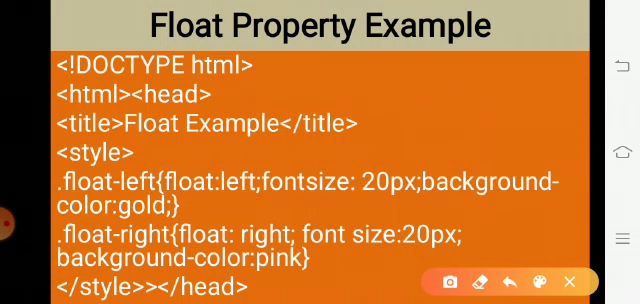 Float Property Example
<!DOCTYPE html>
<html><head>
<title>Float Example</title>
<style>
.float-left{float:left;fontsize: 20px;background-
color:gold;}
.float-right{float: right; font size:20px;
background-color:pink}
</style>></head>